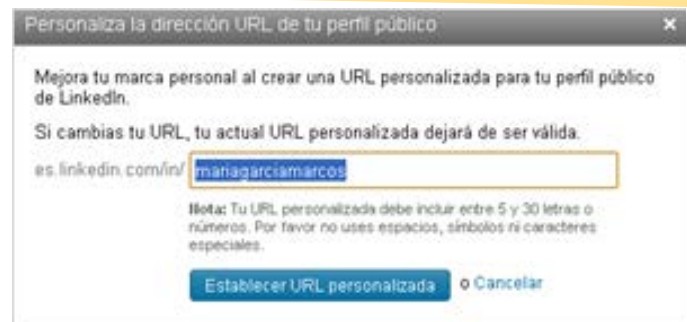 Personaliza la dirección URL de tu perfil público
Mejora tu marca personal al crear una URL personalizada para tu perfil público
de LinkedIn.
Si cambias tu URL, tu actual URL personalizada dejará de ser válida.
es.linkedin.com/in/ mariagarciamarcos
Nota: Tu URL personalizada debe incluir entre 5 y 30 letras o
números. Por favor no uses espacios, símbolos ni caracteres
especiales.
Establecer URL personalizada o Cancelar